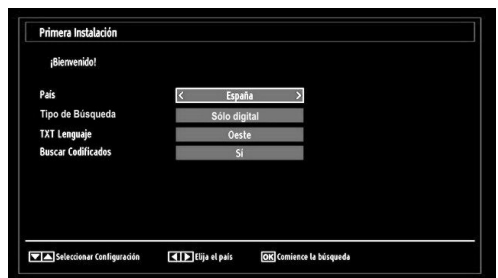 Primera Instalación
¡Bienvenido!
País < España >
Tipo de Búsqueda Sólo digital
TXT Lenguaje Oeste
Buscar Codificados Sí
Seleccionar Configuración Elija el país OK Comience la búsqueda